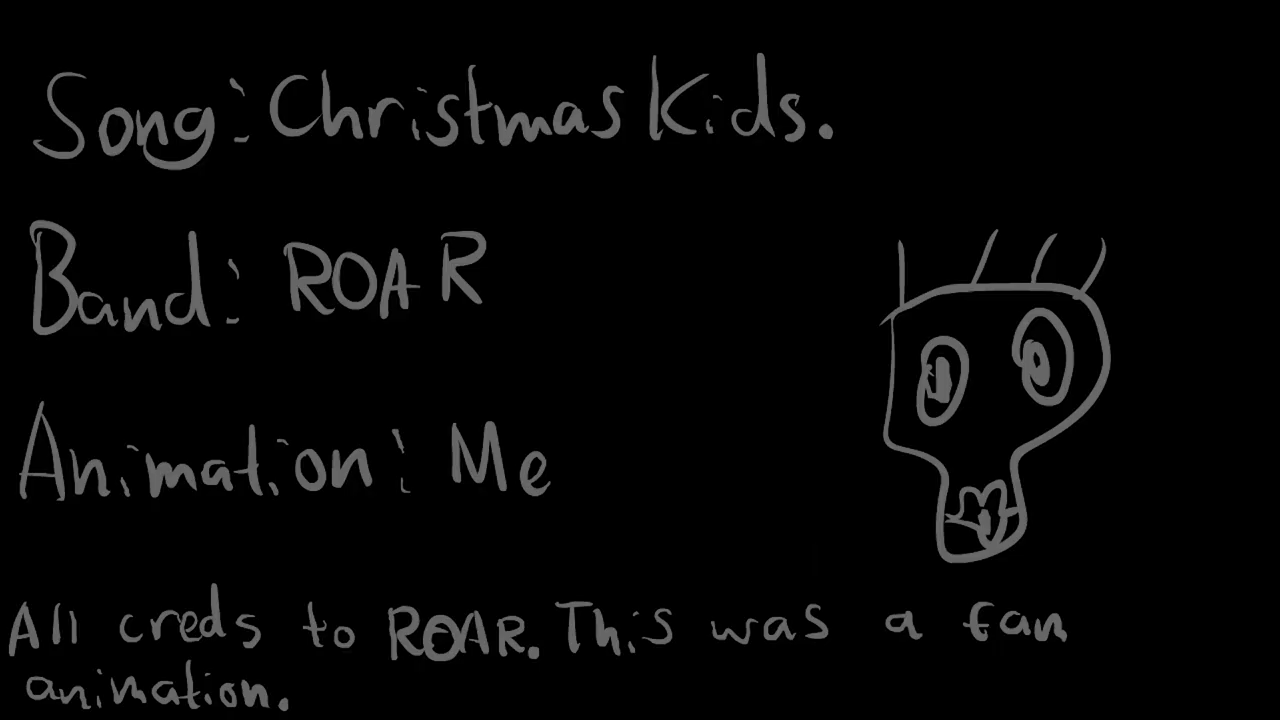 Song: Christmas Kids.
Band: ROAR
Animation: Me
All creds to ROAR. This was a fan
animation.